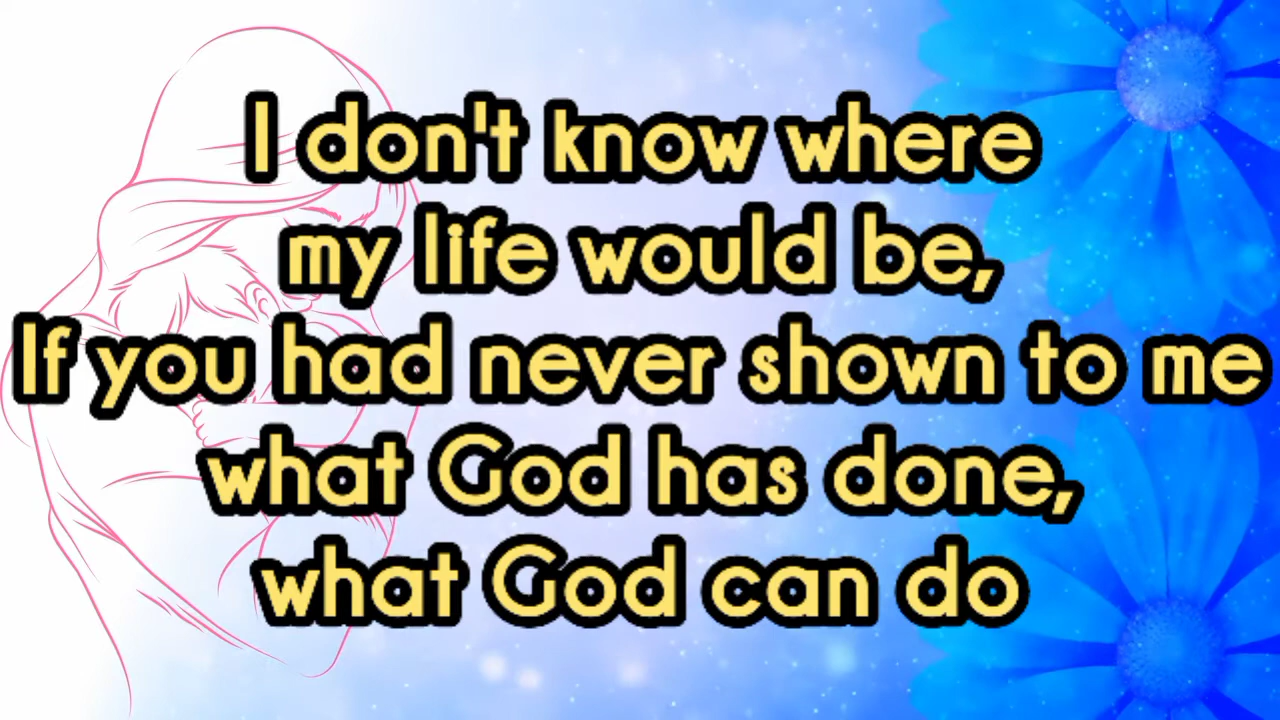 I don't know where
my life would be,
If you had never shown to me
what God has done,
what God can do